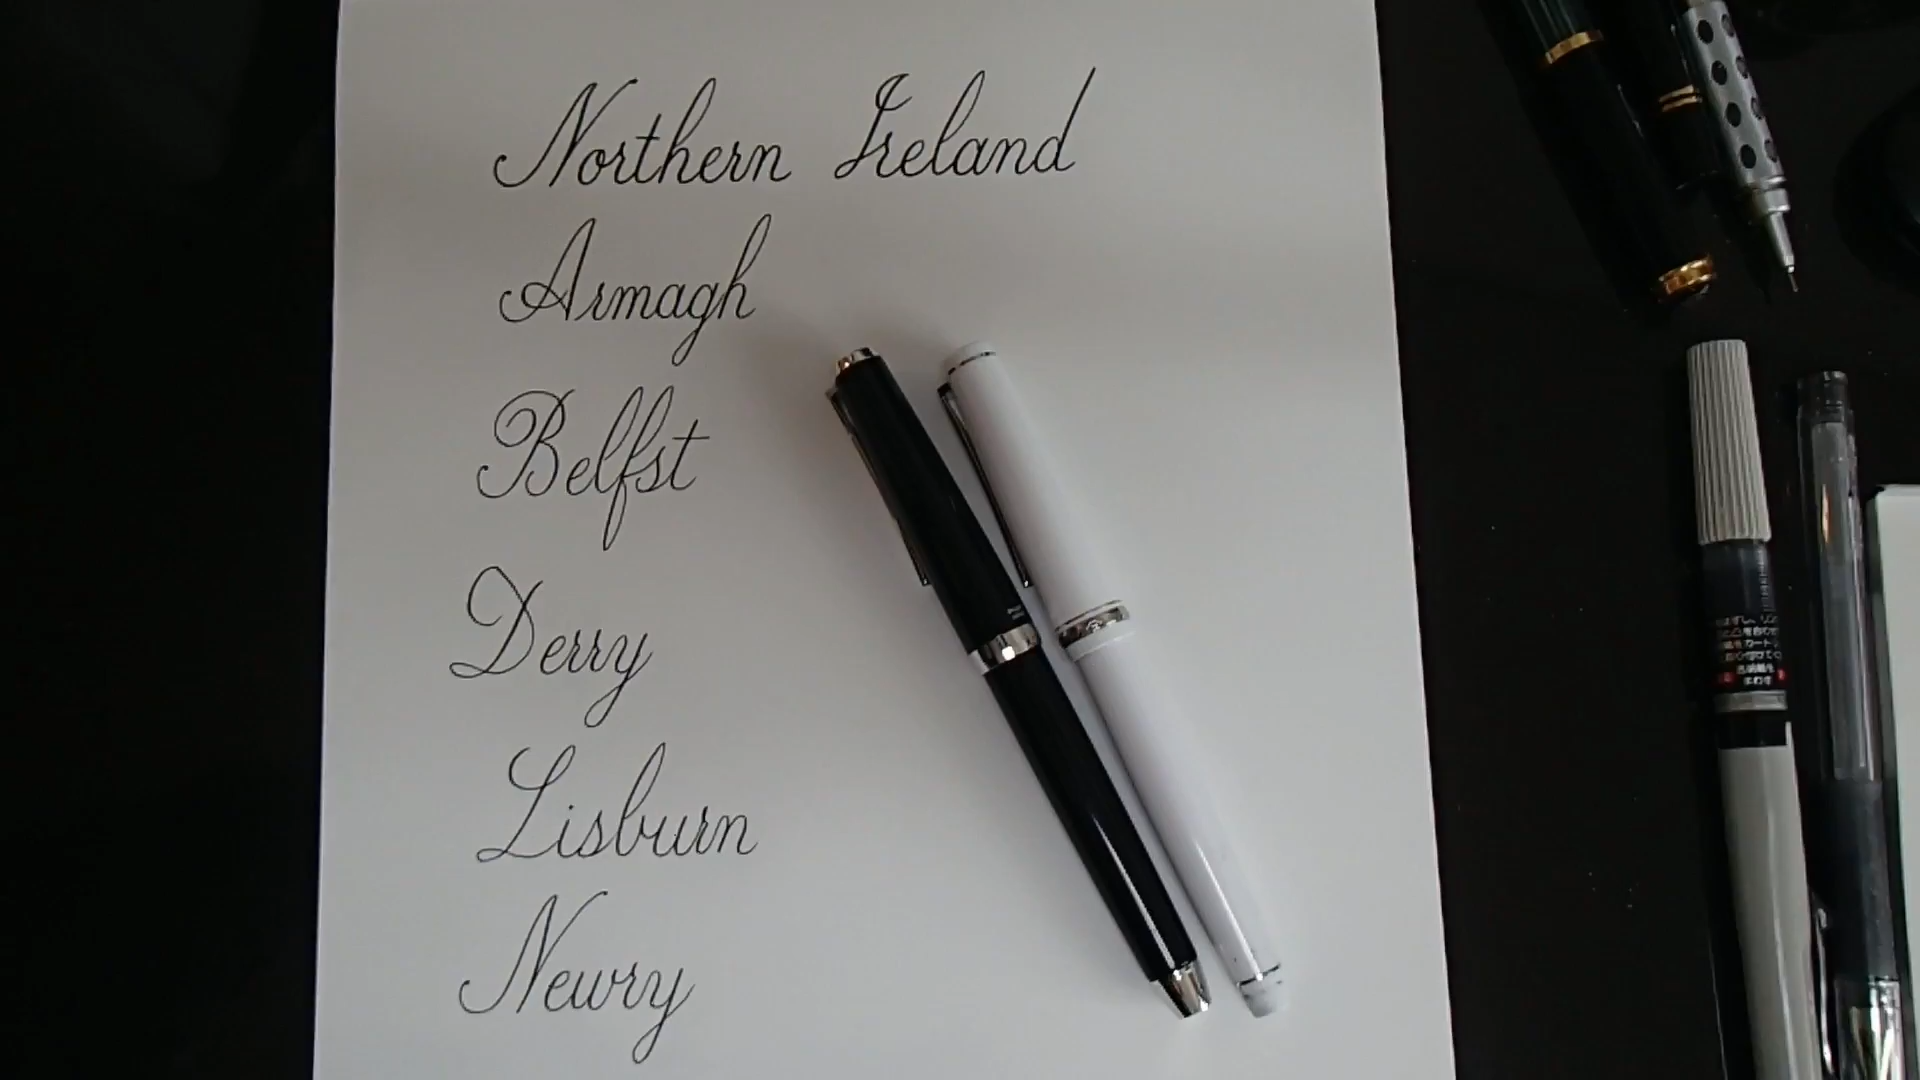 Northern Ireland
Armagh
Belfst
Derry
Lisburn
Newry